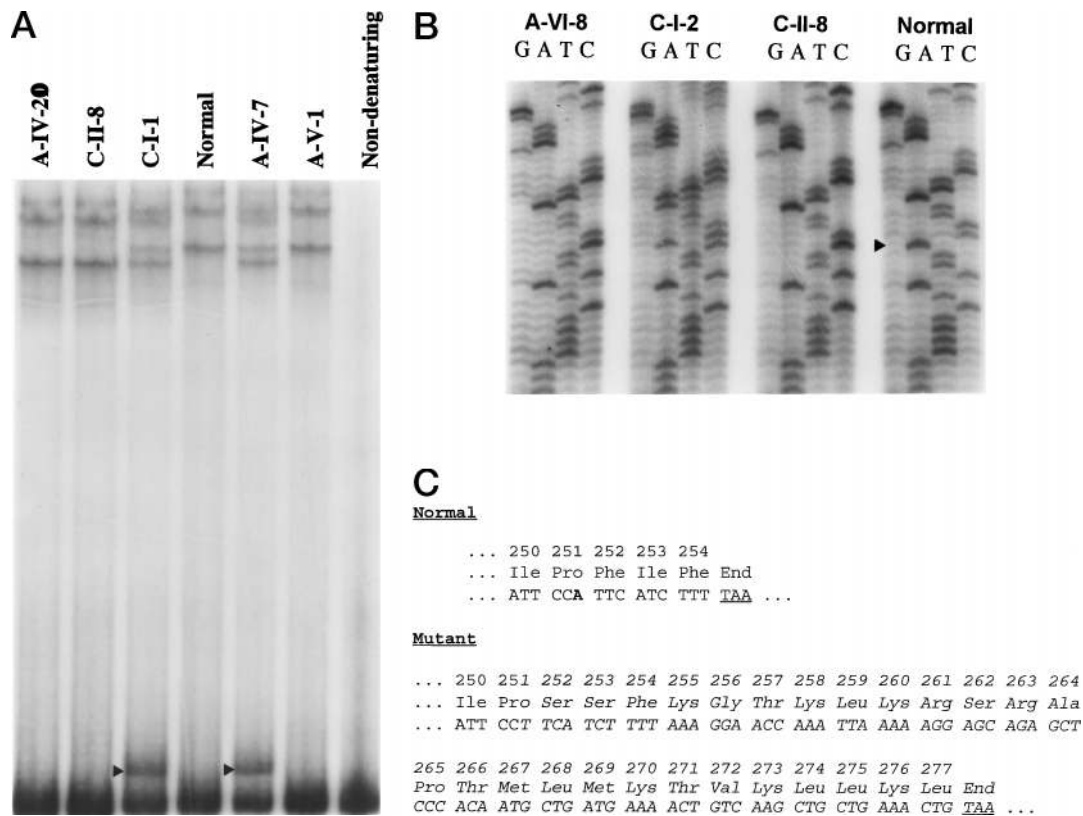 A
A-IV-20
C-II-8
C-I-1
Normal
A-IV-7
A-V-1
Non-denaturing
B
A-VI-8 C-I-2 C-II-8 Normal
G A T C G A T C G A T C G A T C
C
Normal
... 250 251 252 253 254
... Ile Pro Phe Ile Phe End
... ATT CCA TTC ATC TTT TAA ...
Mutant
... 250 251 252 253 254 255 256 257 258 259 260 261 262 263 264
... Ile Pro Ser Ser Phe Lys Gly Thr Lys Leu Lys Arg Ser Arg Ala
... ATT CCT TCA TCT TTT AAA GGA ACC AAA TTA AAA AGG AGC AGA GCT
265 266 267 268 269 270 271 272 273 274 275 276 277
Pro Thr Met Leu Met Lys Thr Val Lys Leu Leu Lys Leu End
CCC ACA ATG CTG ATG AAA ACT GTC AAG CTG CTG AAA CTG TAA ...